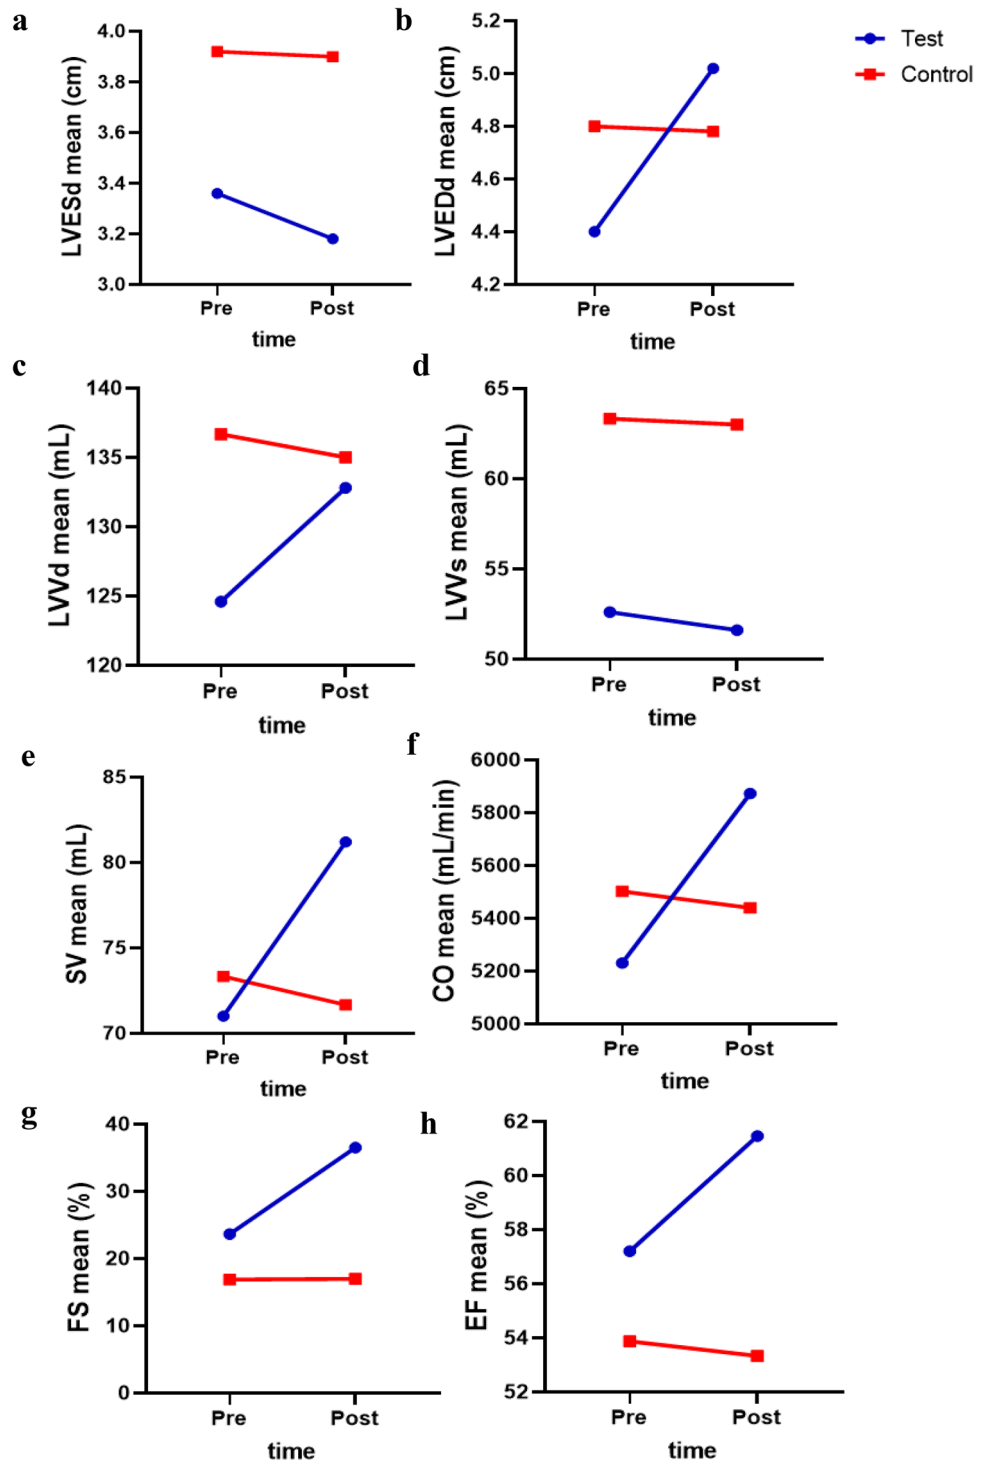 a
LVESd mean (cm)
4.0
3.8
3.6
3.4
3.2
3.0
Pre Post
time
b
LVEDd mean (cm)
5.2
5.0
4.8
4.6
4.4
4.2
Pre Post
time
Test
Control
c
LVVd mean (mL)
140
135
130
125
120
Pre Post
time
d
LVVs mean (mL)
65
60
55
50
Pre Post
time
e
SV mean (mL)
85
80
75
70
Pre Post
time
f
CO mean (mL/min)
6000
5800
5600
5400
5200
5000
Pre Post
time
g
FS mean (%)
40
30
20
10
0
Pre Post
time
h
EF mean (%)
62
60
58
56
54
52
Pre Post
time